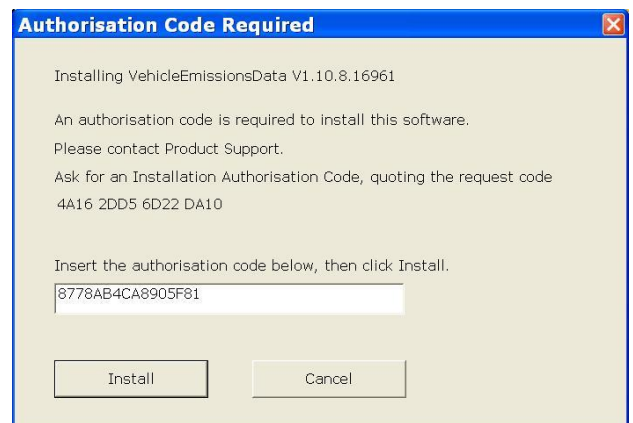 Authorisation Code Required
Installing VehicleEmissionsData V1.10.8.16961
An authorisation code is required to install this software.
Please contact Product Support.
Ask for an Installation Authorisation Code, quoting the request code
4A16 2DD5 6D22 DA10
Insert the authorisation code below, then click Install.
8778AB4CA8905F81
Install Cancel